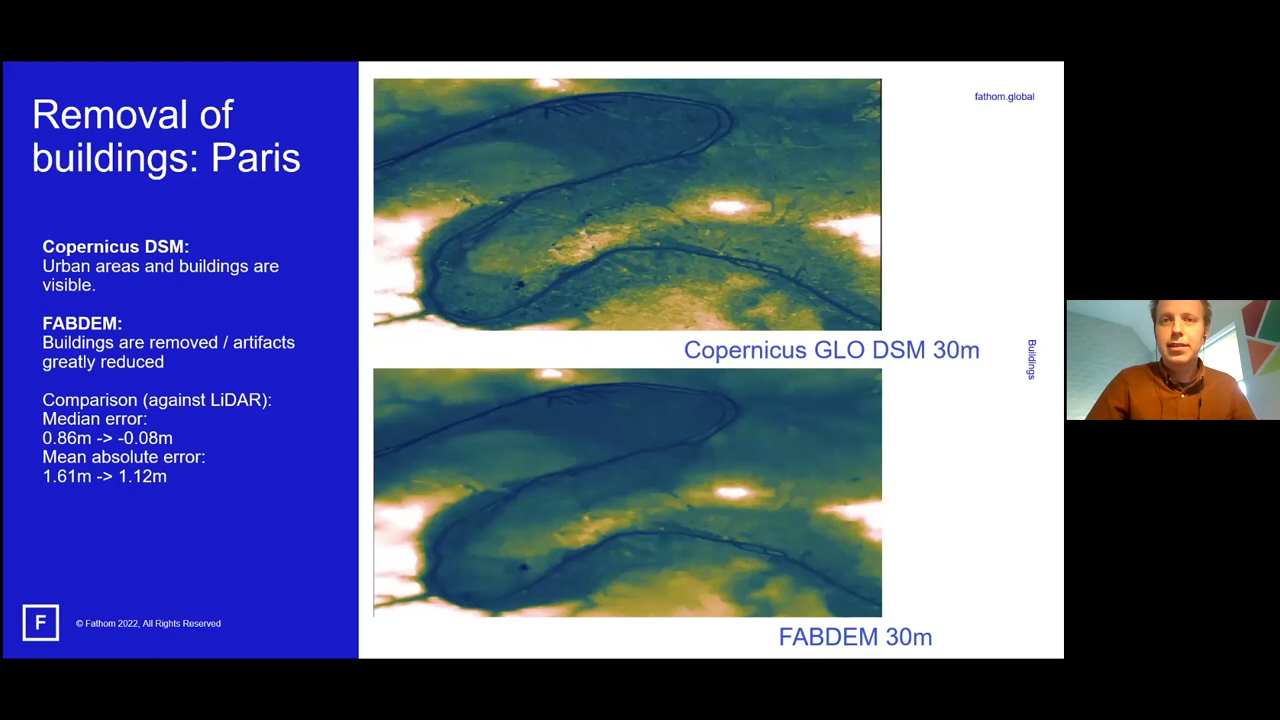 Removal of
buildings: Paris
Copernicus DSM:
Urban areas and buildings are
visible.
FABDEM:
Buildings are removed / artifacts
greatly reduced
Comparison (against LiDAR):
Median error:
0.86m -> -0.08m
Mean absolute error:
1.61m -> 1.12m
F
© Fathom 2022, All Rights Reserved
fathom.global
Copernicus GLO DSM 30m
Buildings
FABDEM 30m